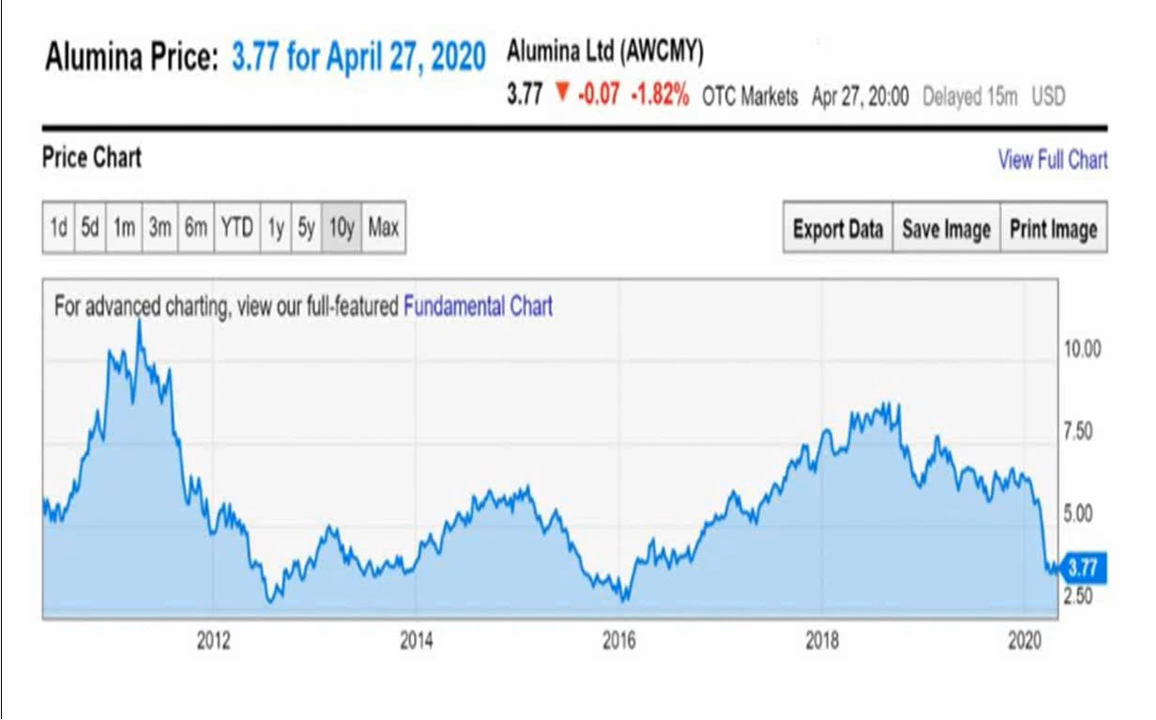 Alumina Price: 3.77 for April 27, 2020
Alumina Ltd (AWCMY)
3.77 ▼ -0.07 -1.82% OTC Markets Apr 27, 20:00 Delayed 15m USD
Price Chart
View Full Chart
1d 5d 1m 3m 6m YTD 1y 5y 10y Max
Export Data Save Image Print Image
For advanced charting, view our full-featured Fundamental Chart
10.00
7.50
5.00
3.77
2.50
2012 2014 2016 2018 2020